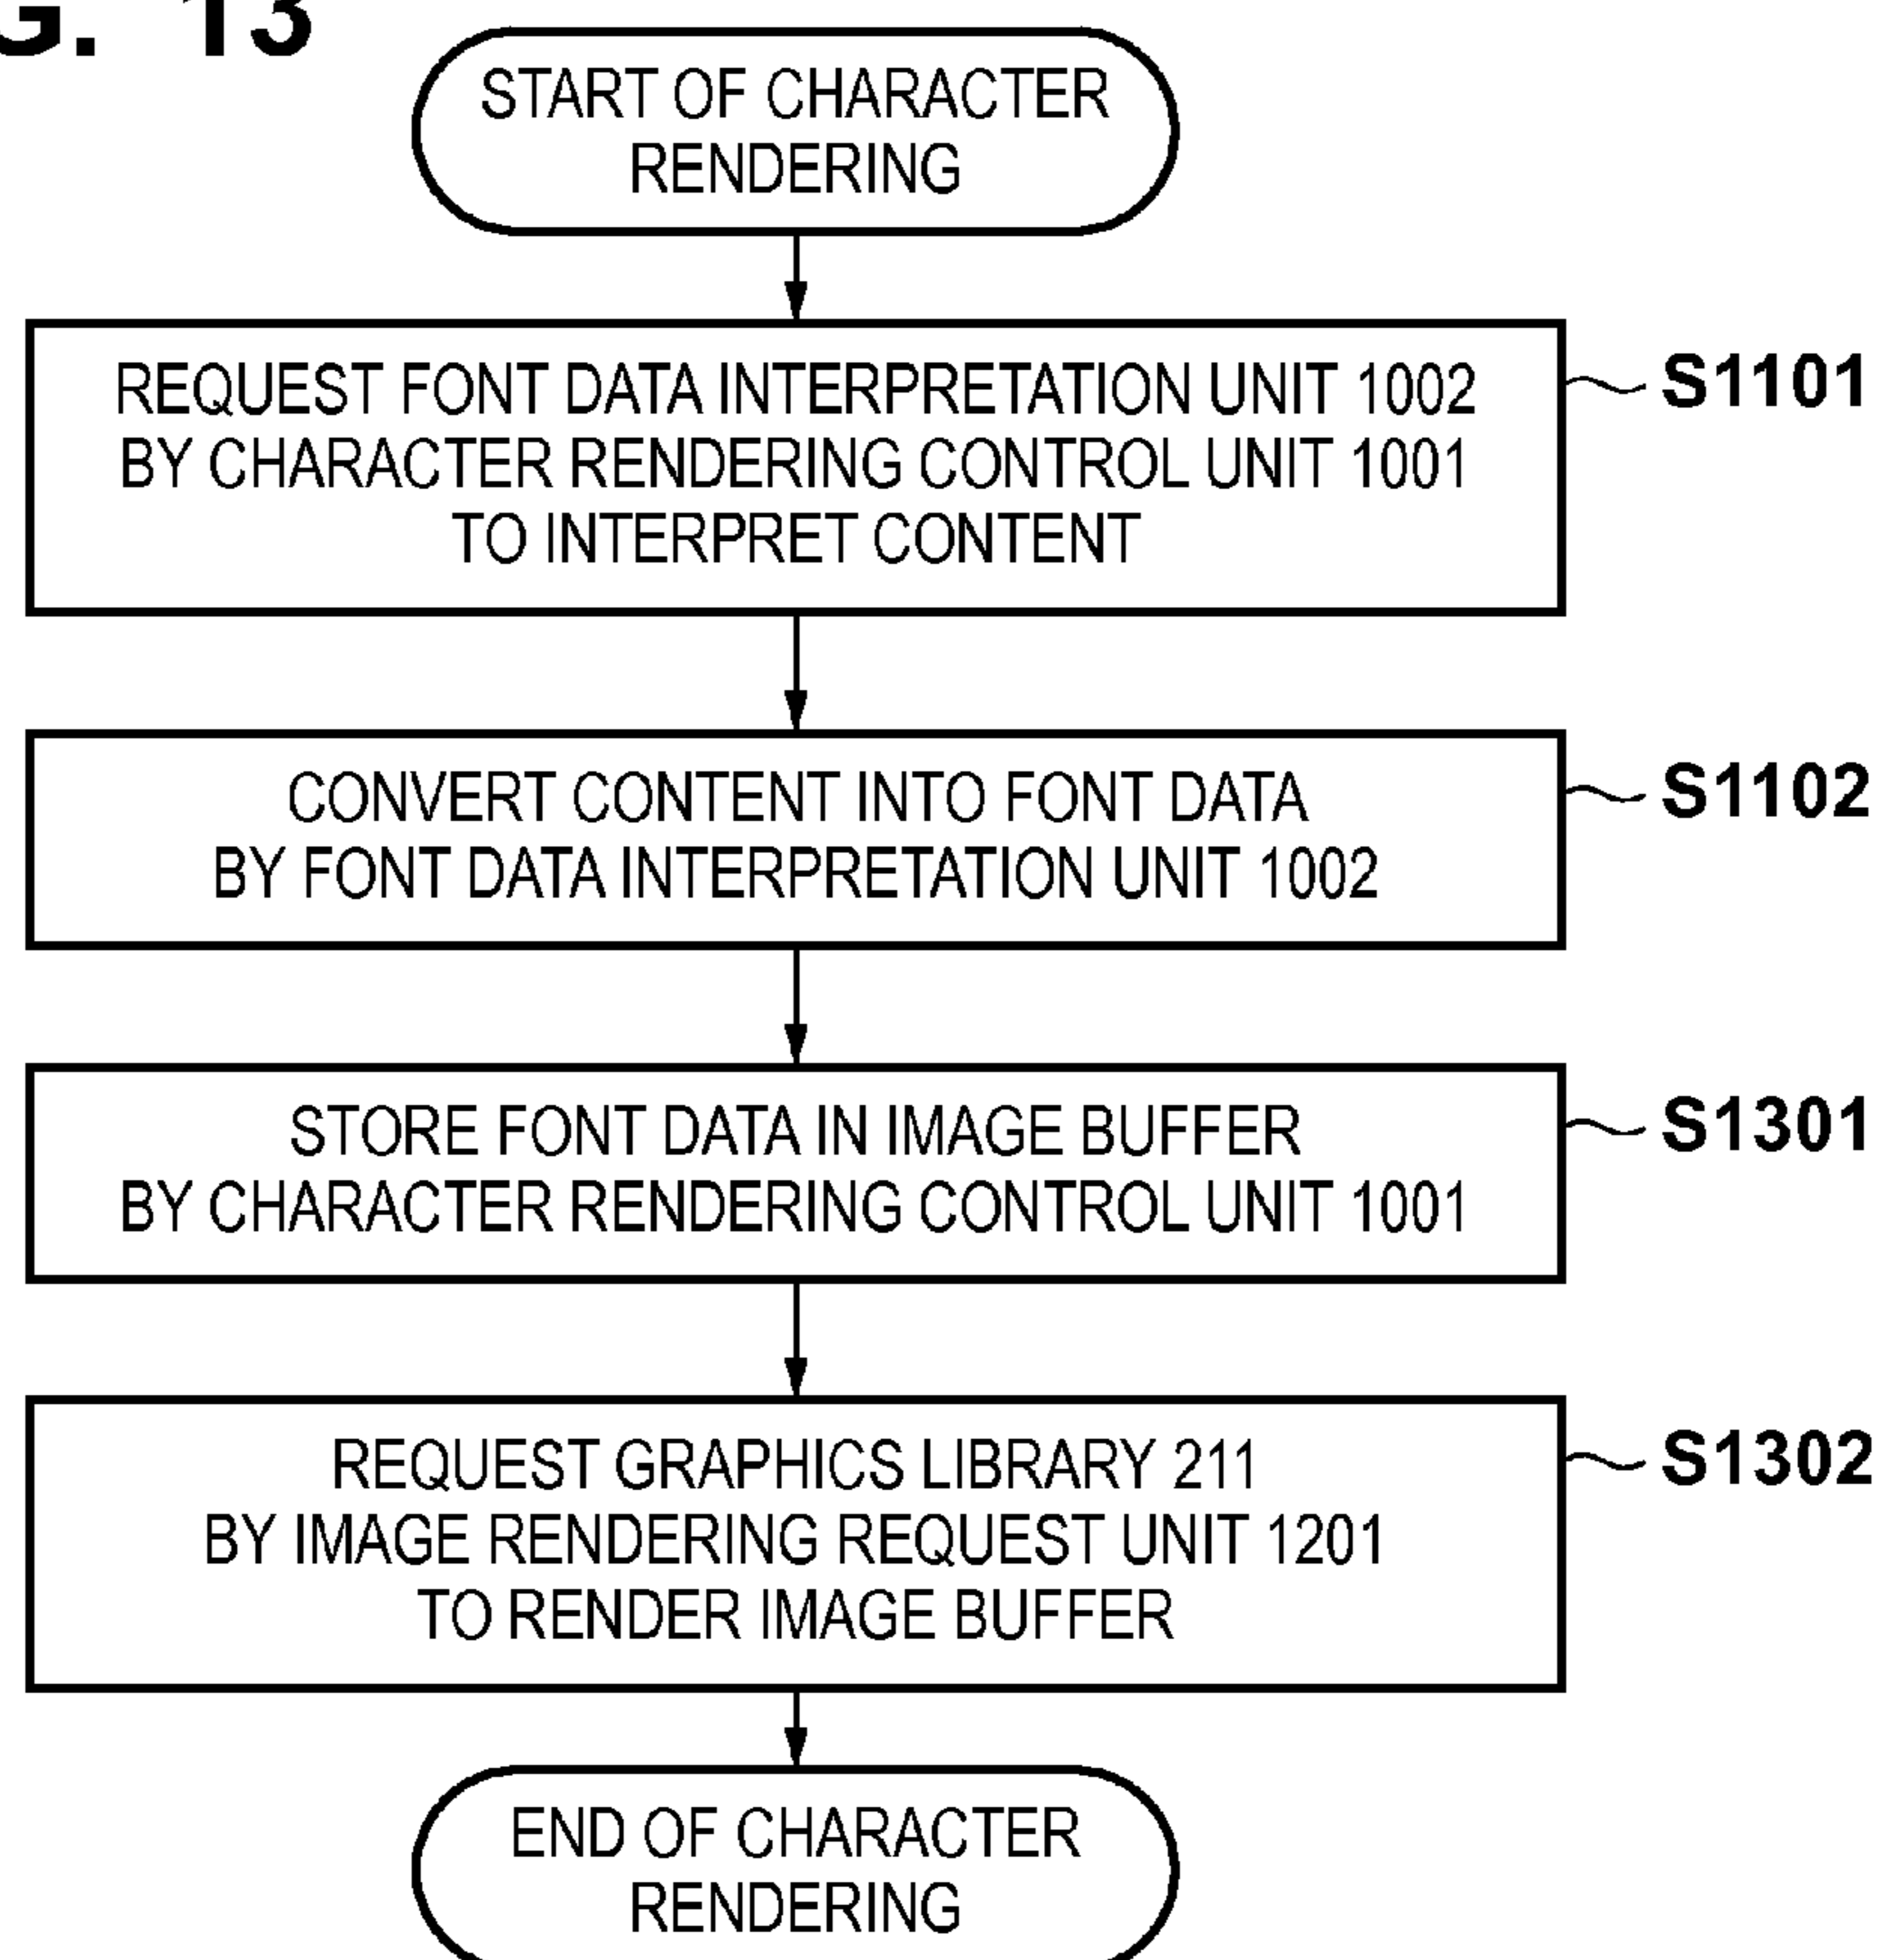 G. 13
START OF CHARACTER
RENDERING
REQUEST FONT DATA INTERPRETATION UNIT 1002
BY CHARACTER RENDERING CONTROL UNIT 1001
TO INTERPRET CONTENT
S1101
CONVERT CONTENT INTO FONT DATA
BY FONT DATA INTERPRETATION UNIT 1002
S1102
STORE FONT DATA IN IMAGE BUFFER
BY CHARACTER RENDERING CONTROL UNIT 1001
S1301
REQUEST GRAPHICS LIBRARY 211
BY IMAGE RENDERING REQUEST UNIT 1201
TO RENDER IMAGE BUFFER
S1302
END OF CHARACTER
RENDERING